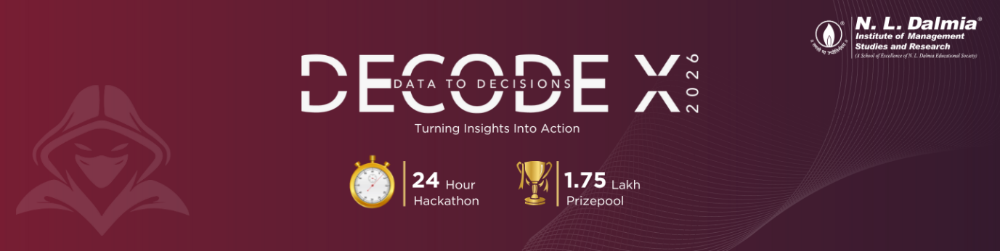 N. L. Dalmia®
Institute of Management
Studies and Research
(A School of Excellence of N. L. Dalmia Educational Society)
DECODE X 2026
DATA TO DECISIONS
Turning Insights Into Action
24 Hour
Hackathon
1.75 Lakh
Prizepool